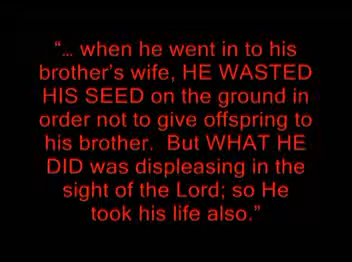 “… when he went in to his
brother’s wife, HE WASTED
HIS SEED on the ground in
order not to give offspring to
his brother.  But WHAT HE
DID was displeasing in the
sight of the Lord; so He
took his life also.”